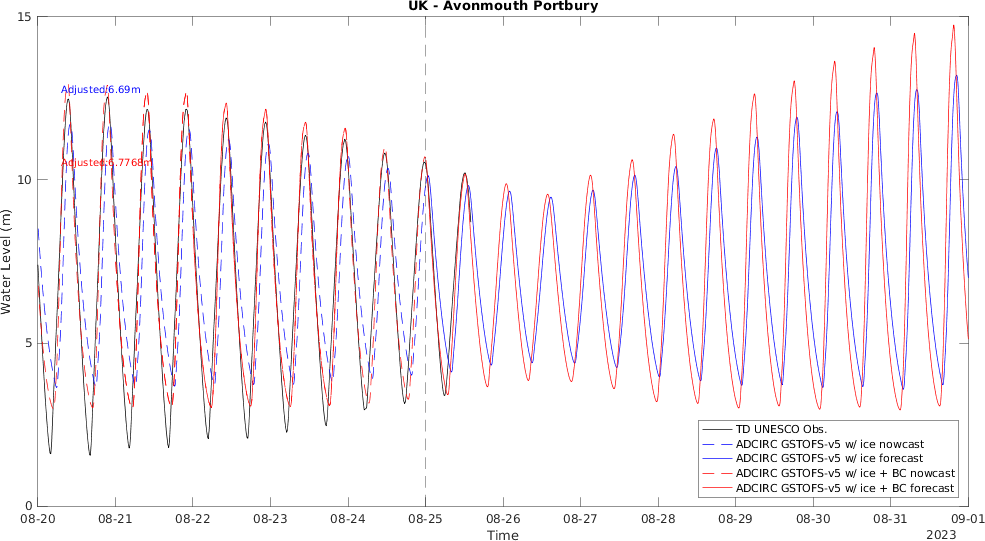 UK - Avonmouth Portbury
15
Adjusted:6.69m
Adjusted:6.7768m
10
Water Level (m)
5
TD UNESCO Obs.
ADCIRC GSTOFS-v5 w/ ice nowcast
ADCIRC GSTOFS-v5 w/ ice forecast
ADCIRC GSTOFS-v5 w/ ice + BC nowcast
ADCIRC GSTOFS-v5 w/ ice + BC forecast
0
08-20 08-21 08-22 08-23 08-24 08-25 08-26 08-27 08-28 08-29 08-30 08-31 09-01
Time
2023